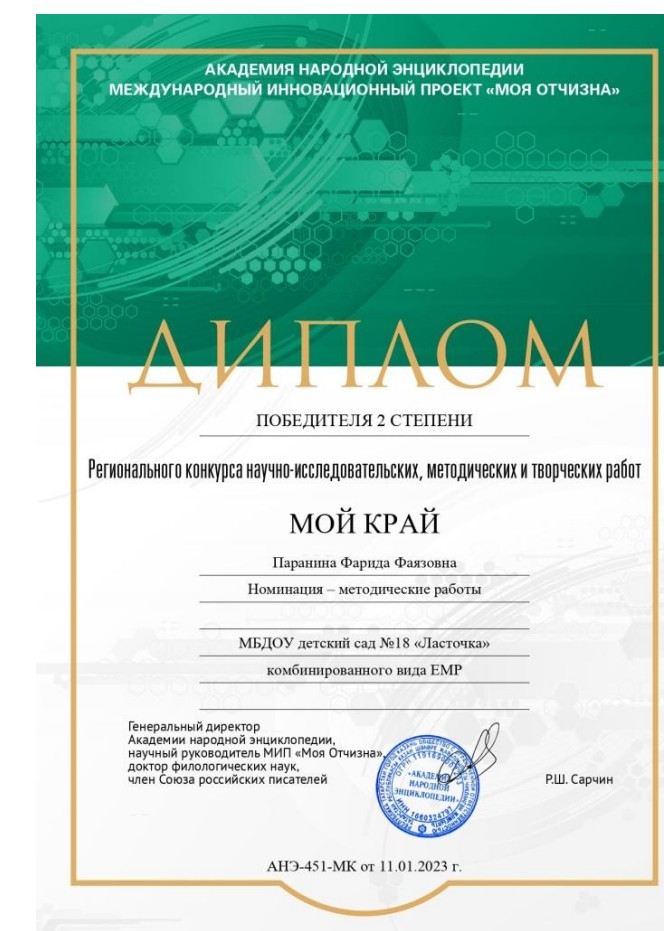 АКАДЕМИЯ НАРОДНОЙ ЭНЦИКЛОПЕДИИ
МЕЖДУНАРОДНЫЙ ИННОВАЦИОННЫЙ ПРОЕКТ «МОЯ ОТЧИЗНА»
ДИПЛОМ
ПОБЕДИТЕЛЯ 2 СТЕПЕНИ
Регионального конкурса научно-исследовательских, методических и творческих работ
МОЙ КРАЙ
Паранина Фарида Фаязовна
Номинация – методические работы
МБДОУ детский сад №18 «Ласточка»
комбинированного вида ЕМР
Генеральный директор
Академии народной энциклопедии,
научный руководитель МИП «Моя Отчизна»,
доктор филологических наук,
член Союза российских писателей
Р.Ш. Сарчин
«АКАДЕМИЯ
НАРОДНОЙ
ЭНЦИКЛОПЕДИИ»
АНЭ-451-МК от 11.01.2023 г.